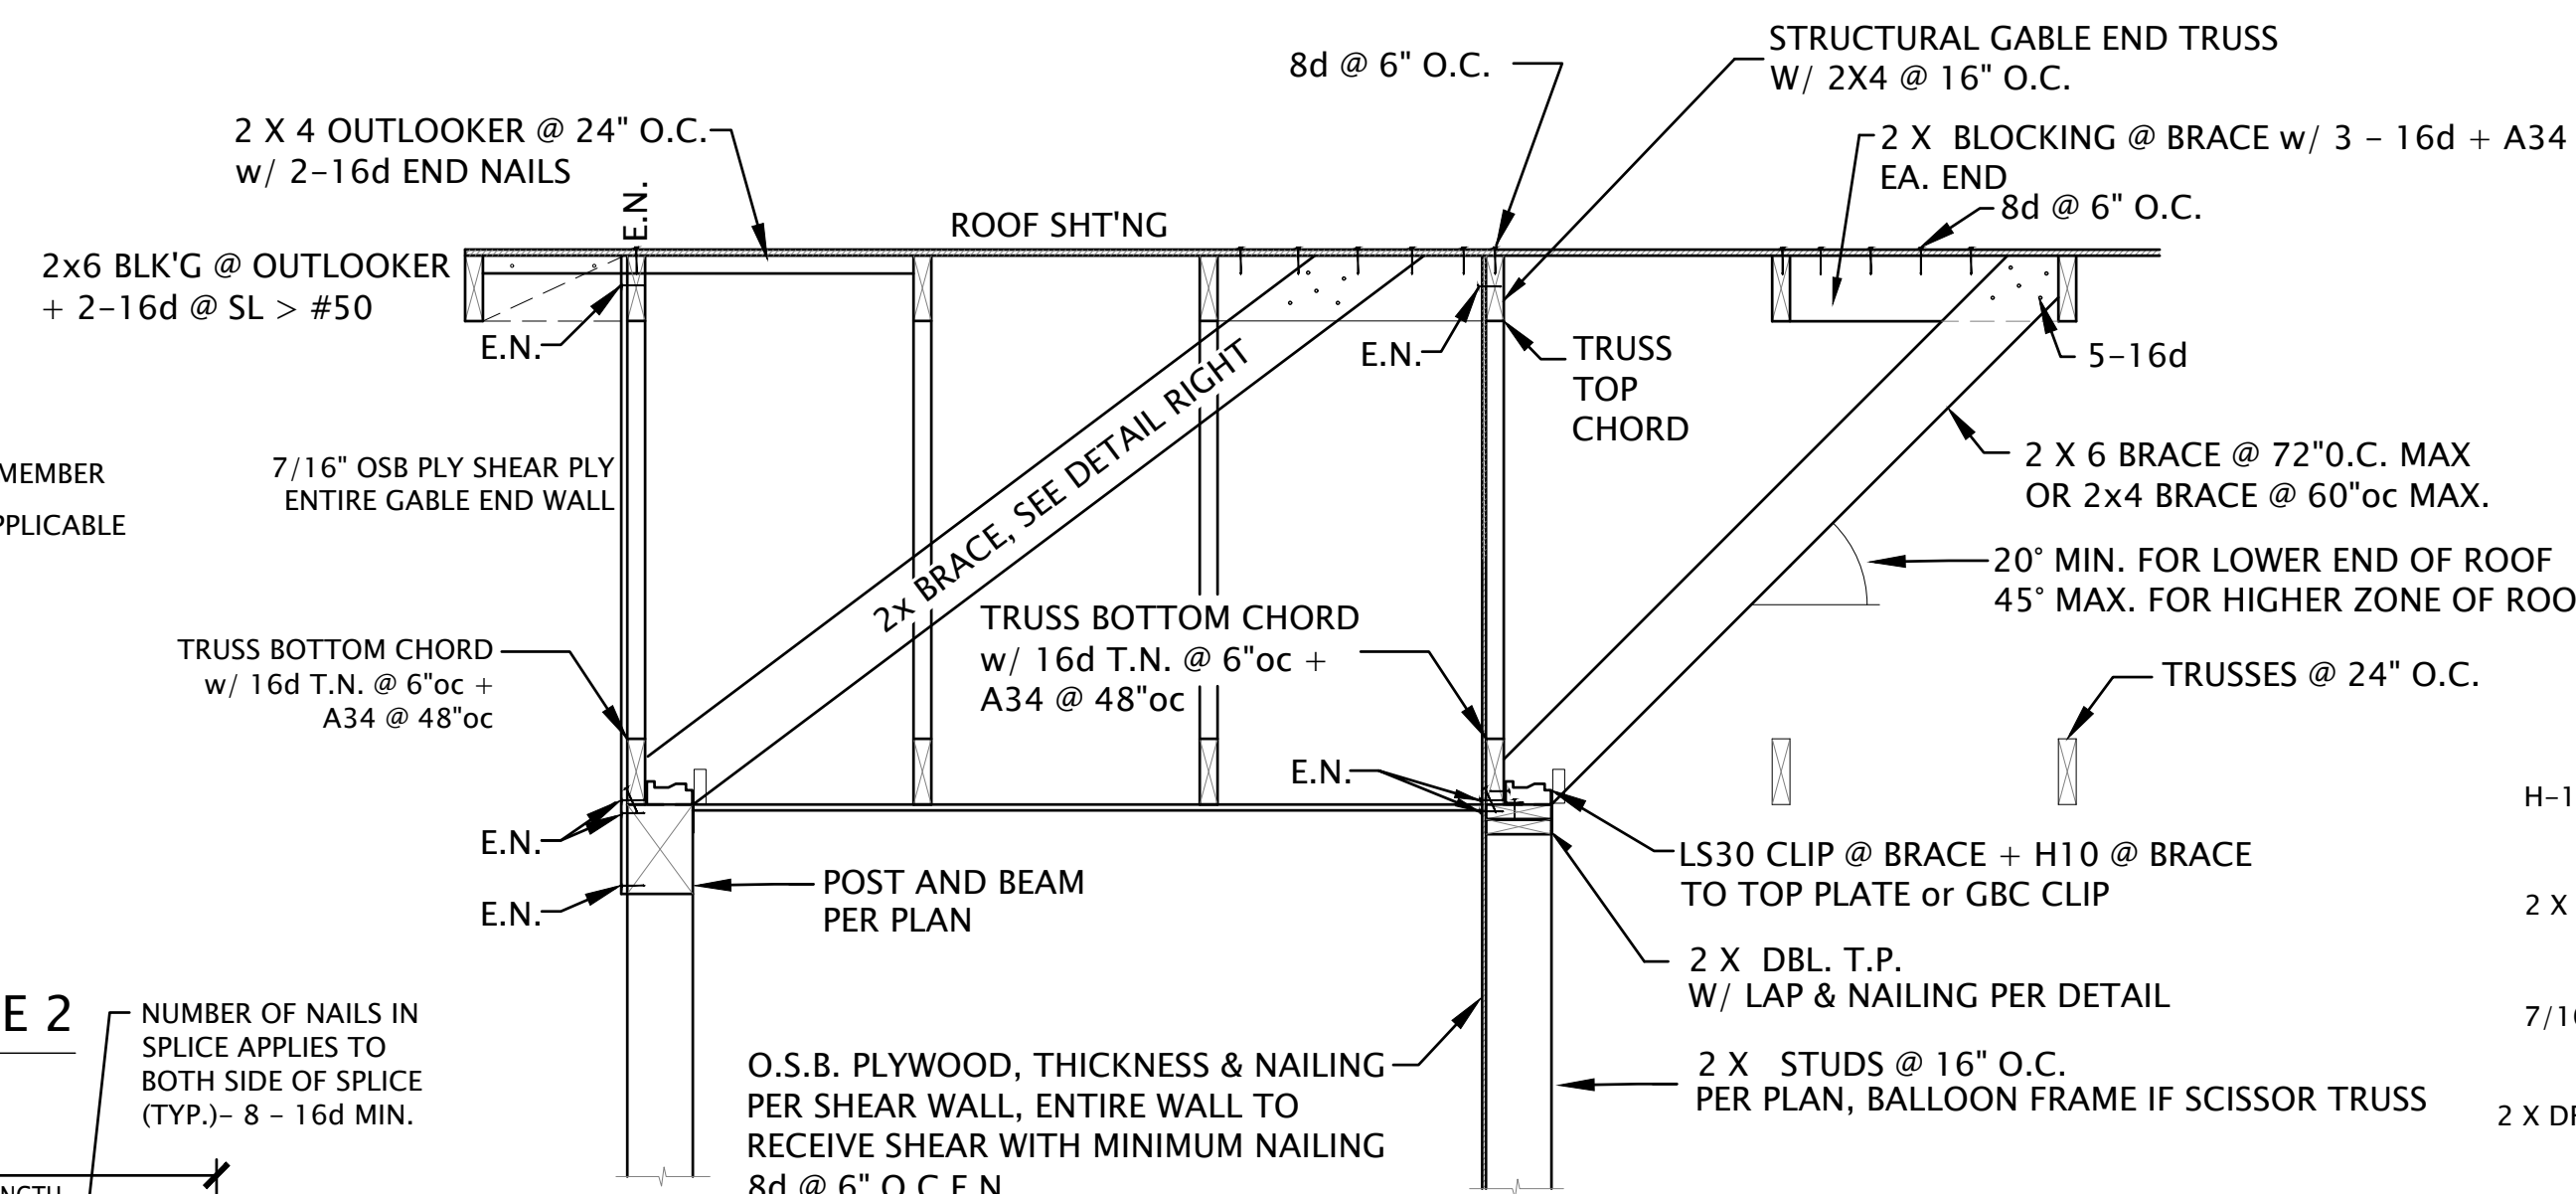 STRUCTURAL GABLE END TRUSS
W/ 2X4 @ 16" O.C.
8d @ 6" O.C.
2 X 4 OUTLOOKER @ 24" O.C.
w/ 2-16d END NAILS
2 X BLOCKING @ BRACE w/ 3 - 16d + A34
EA. END
8d @ 6" O.C.
E.N.
ROOF SHT'NG
2x6 BLK'G @ OUTLOOKER
+ 2-16d @ SL > #50
E.N.
E.N.
TRUSS
TOP
CHORD
5-16d
2x BRACE, SEE DETAIL RIGHT
MEMBER
7/16" OSB PLY SHEAR PLY
ENTIRE GABLE END WALL
2 X 6 BRACE @ 72"O.C. MAX
OR 2x4 BRACE @ 60"oc MAX.
20° MIN. FOR LOWER END OF ROOF
45° MAX. FOR HIGHER ZONE OF ROO
TRUSS BOTTOM CHORD
w/ 16d T.N. @ 6"oc +
A34 @ 48"oc
TRUSS BOTTOM CHORD
w/ 16d T.N. @ 6"oc +
A34 @ 48"oc
TRUSSES @ 24" O.C.
E.N.
E.N.
E.N.
H-1
LS30 CLIP @ BRACE + H10 @ BRACE
TO TOP PLATE or GBC CLIP
POST AND BEAM
PER PLAN
2 X
2 X DBL. T.P.
W/ LAP & NAILING PER DETAIL
E 2
NUMBER OF NAILS IN
SPLICE APPLIES TO
BOTH SIDE OF SPLICE
(TYP.)- 8 - 16d MIN.
O.S.B. PLYWOOD, THICKNESS & NAILING
PER SHEAR WALL, ENTIRE WALL TO
RECEIVE SHEAR WITH MINIMUM NAILING
8d @ 6" O.C.E.N.
2 X STUDS @ 16" O.C.
PER PLAN, BALLOON FRAME IF SCISSOR TRUSS